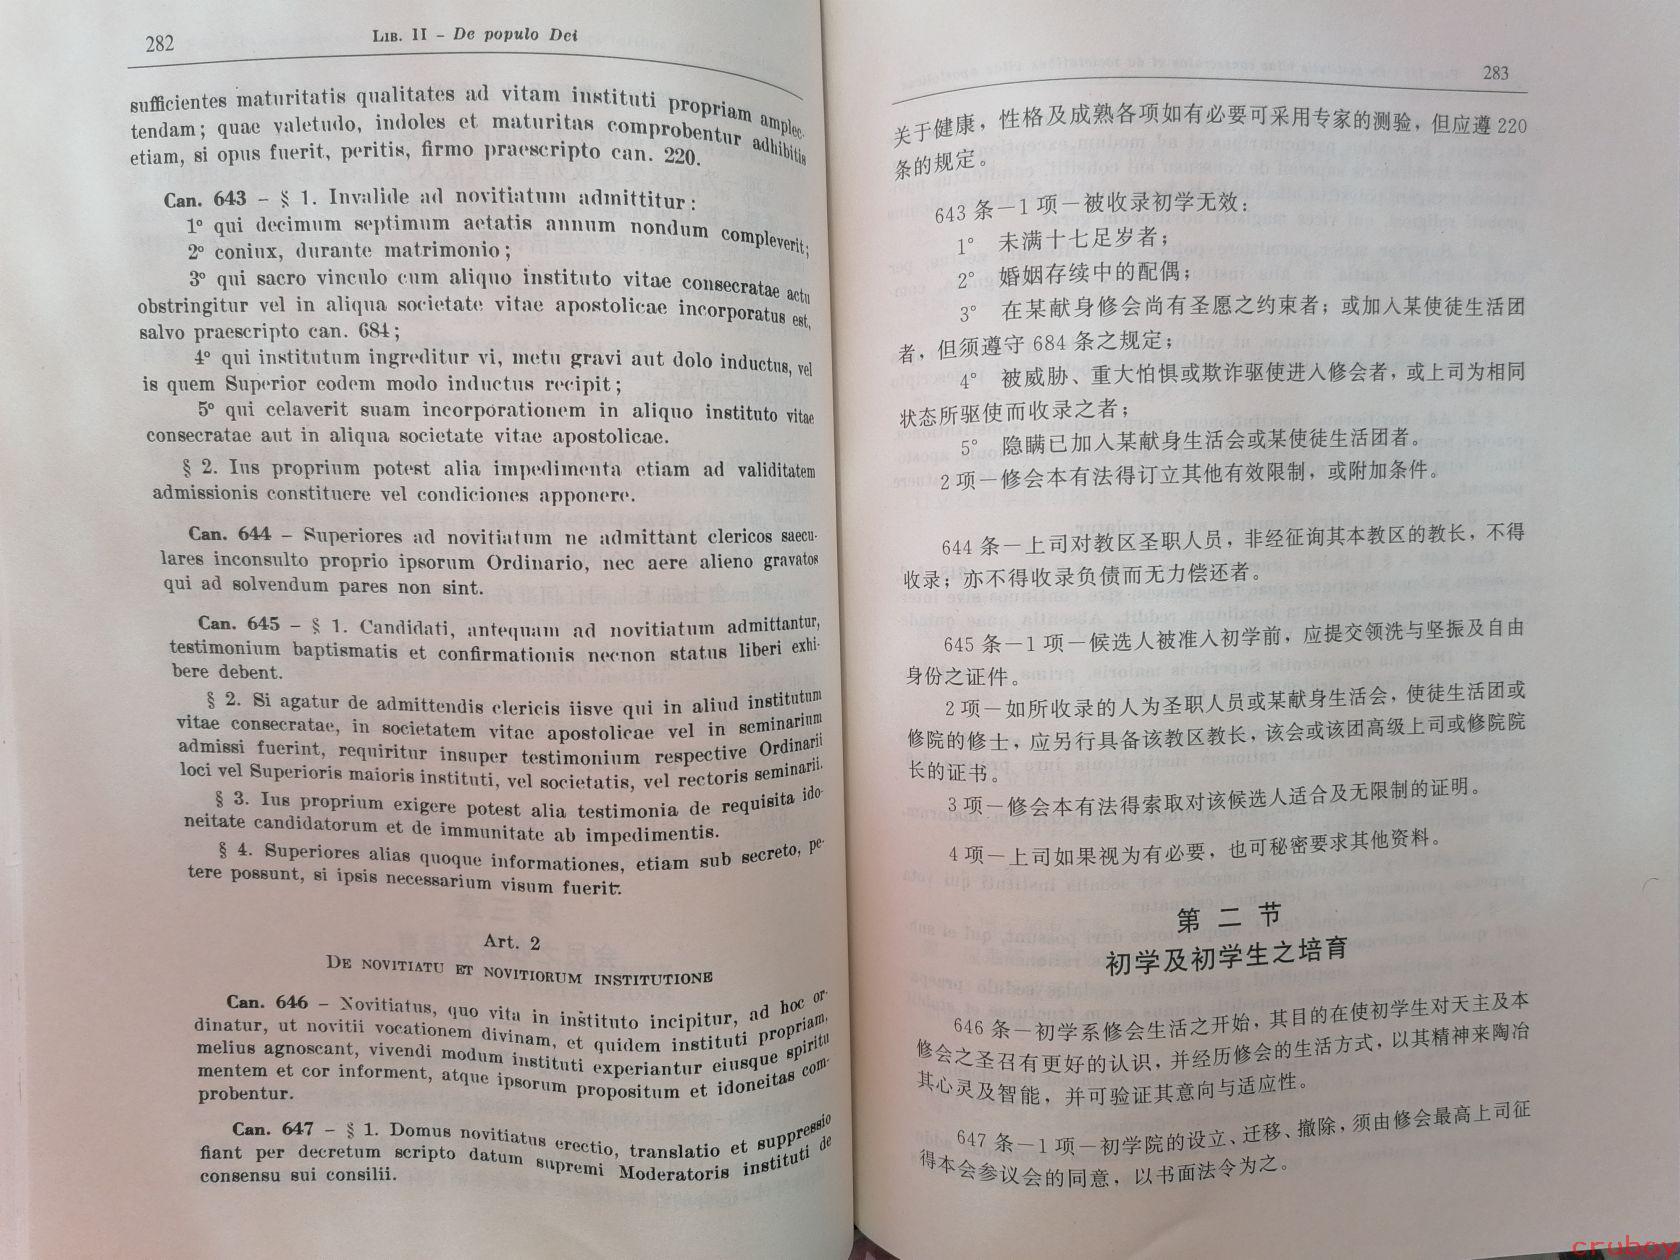 282
LIB. II – De populo Dei
sufficientes maturitatis qualitates ad vitam instituti propriam amplec-
tendam; quae valetudo, indoles et maturitas comprobentur adhibitis
etiam, si opus fuerit, peritis, firmo praescripto can. 220.
Can. 643 – § 1. Invalide ad novitiatum admittitur:
1° qui decimum septimum aetatis annum nondum compleverit;
2° coniux, durante matrimonio;
3° qui sacro vinculo cum aliquo instituto vitae consecratae actu
obstringitur vel in aliqua societate vitae apostolicae incorporatus est,
salvo praescripto can. 684;
4° qui institutum ingreditur vi, metu gravi aut dolo inductus, vel
is quem Superior eodem modo inductus recipit;
5° qui celaverit suam incorporationem in aliquo instituto vitae
consecratae aut in aliqua societate vitae apostolicae.
§ 2. Ius proprium potest alia impedimenta etiam ad validitatem
admissionis constituere vel condiciones apponere.
Can. 644 – Superiores ad novitiatum ne admittant clericos saecu-
lares inconsulto proprio ipsorum Ordinario, nec aere alieno gravatos
qui ad solvendum pares non sint.
Can. 645 – § 1. Candidati, antequam ad novitiatum admittantur,
testimonium baptismatis et confirmationis necnon status liberi exhi-
bere debent.
§ 2. Si agatur de admittendis clericis iisve qui in aliud institutum
vitae consecratae, in societatem vitae apostolicae vel in seminarium
admissi fuerint, requiritur insuper testimonium respective Ordinarii
loci vel Superioris maioris instituti, vel societatis, vel rectoris seminarii.
§ 3. Ius proprium exigere potest alia testimonia de requisita ido-
neitate candidatorum et de immunitate ab impedimentis.
§ 4. Superiores alias quoque informationes, etiam sub secreto, pe-
tere possunt, si ipsis necessarium visum fuerit.
Art. 2
DE NOVITIATU ET NOVITIORUM INSTITUTIONE
Can. 646 – Novitiatus, quo vita in instituto incipitur, ad hoc or-
dinatur, ut novitii vocationem divinam, et quidem instituti propriam,
melius agnoscant, vivendi modum instituti experiantur eiusque spiritu
mentem et cor informent, atque ipsorum propositum et idoneitas com-
probentur.
Can. 647 – § 1. Domus novitiatus erectio, translatio et suppressio
fiant per decretum scripto datum supremi Moderatoris instituti de
consensu sui consilii.
283
关于健康，性格及成熟各项如有必要可采用专家的测验，但应遵 220
条的规定。
643 条－1 项－被收录初学无效：
1° 未满十七足岁者；
2° 婚姻存续中的配偶；
3° 在某献身修会尚有圣愿之约束者；或加入某使徒生活团
者，但须遵守 684 条之规定；
4° 被威胁、重大怕惧或欺诈驱使进入修会者，或上司为相同
状态所驱使而收录之者；
5° 隐瞒已加入某献身生活会或某使徒生活团者。
2 项－修会本有法得订立其他有效限制，或附加条件。
644 条－上司对教区圣职人员，非经征询其本教区的教长，不得
收录；亦不得收录负债而无力偿还者。
645 条－1 项－候选人被准入初学前，应提交领洗与坚振及自由
身份之证件。
2 项－如所收录的人为圣职人员或某献身生活会，使徒生活团或
修院的修士，应另行具备该教区教长，该会或该团高级上司或修院院
长的证书。
3 项－修会本有法得索取对该候选人适合及无限制的证明。
4 项－上司如果视为有必要，也可秘密要求其他资料。
第 二 节
初学及初学生之培育
646 条－初学系修会生活之开始，其目的在使初学生对天主及本
修会之圣召有更好的认识，并经历修会的生活方式，以其精神来陶冶
其心灵及智能，并可验证其意向与适应性。
647 条－1 项－初学院的设立、迁移、撤除，须由修会最高上司征
得本会参议会的同意，以书面法令为之。
cruboy